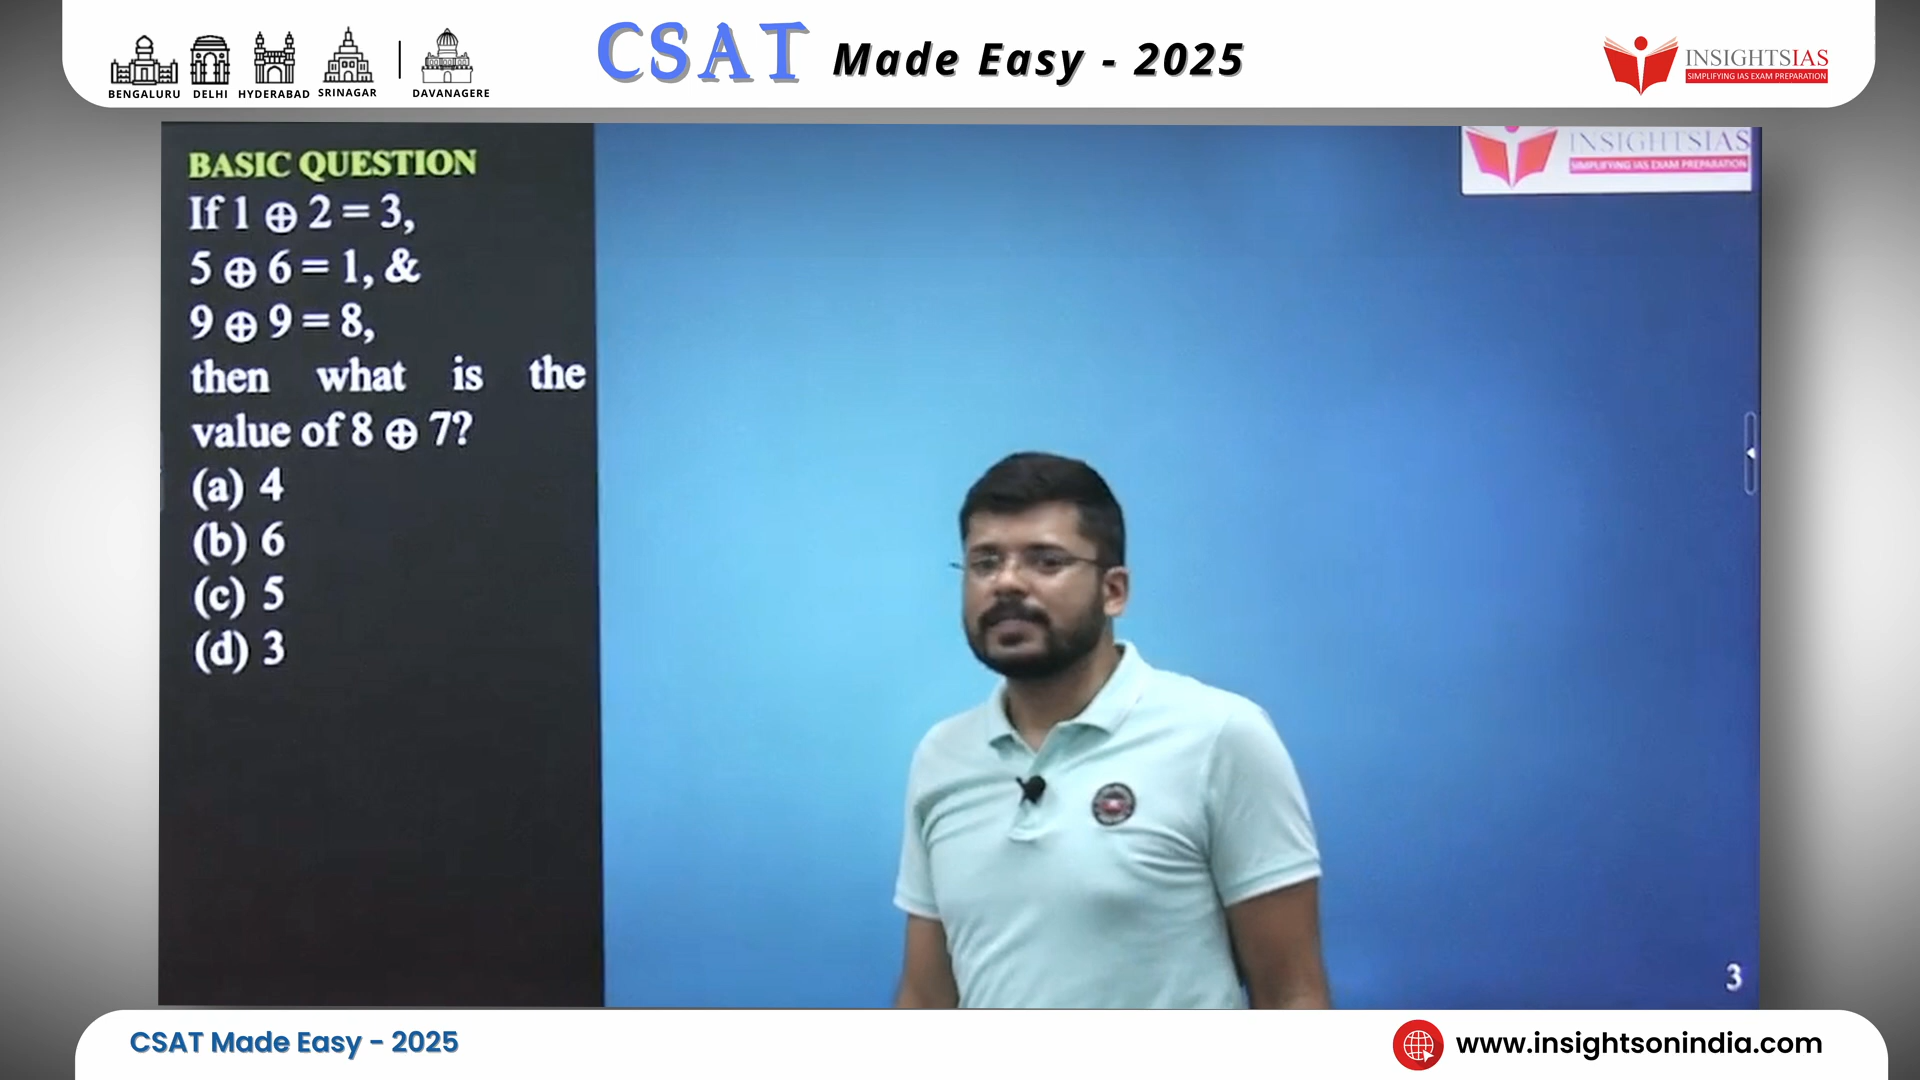 BENGALURU DELHI HYDERABAD SRINAGAR DAVANAGERE
CSAT Made Easy - 2025
INSIGHTSIAS
SIMPLIFYING IAS EXAM PREPARATION
INSIGHTSIAS
SIMPLIFYING IAS EXAM PREPARATION
BASIC QUESTION
If 1 ⊕ 2 = 3,
5 ⊕ 6 = 1, &
9 ⊕ 9 = 8,
then what is the
value of 8 ⊕ 7?
(a) 4
(b) 6
(c) 5
(d) 3
3
CSAT Made Easy - 2025
www.insightsonindia.com